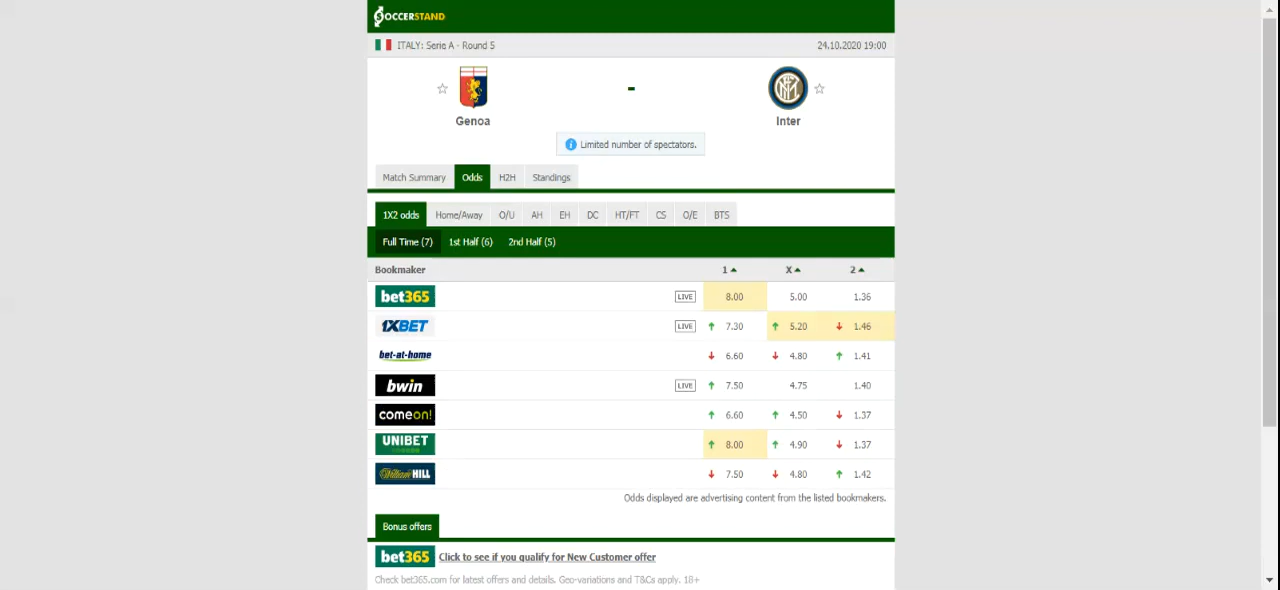 SOCCERSTAND
ITALY: Serie A - Round 5 24.10.2020 19:00
-
Genoa Inter
Limited number of spectators.
Match Summary Odds H2H Standings
1X2 odds Home/Away O/U AH EH DC HT/FT CS O/E BTS
Full Time (7) 1st Half (6) 2nd Half (5)
Bookmaker 1 X 2
bet365 LIVE 8.00 5.00 1.36
1XBET LIVE 7.30 5.20 1.46
bet-at-home 6.60 4.80 1.41
bwin LIVE 7.50 4.75 1.40
comeon! 6.60 4.50 1.37
UNIBET 8.00 4.90 1.37
William HILL 7.50 4.80 1.42
Odds displayed are advertising content from the listed bookmakers.
Bonus offers
bet365 Click to see if you qualify for New Customer offer
Check bet365.com for latest offers and details. Geo-variations and T&Cs apply. 18+